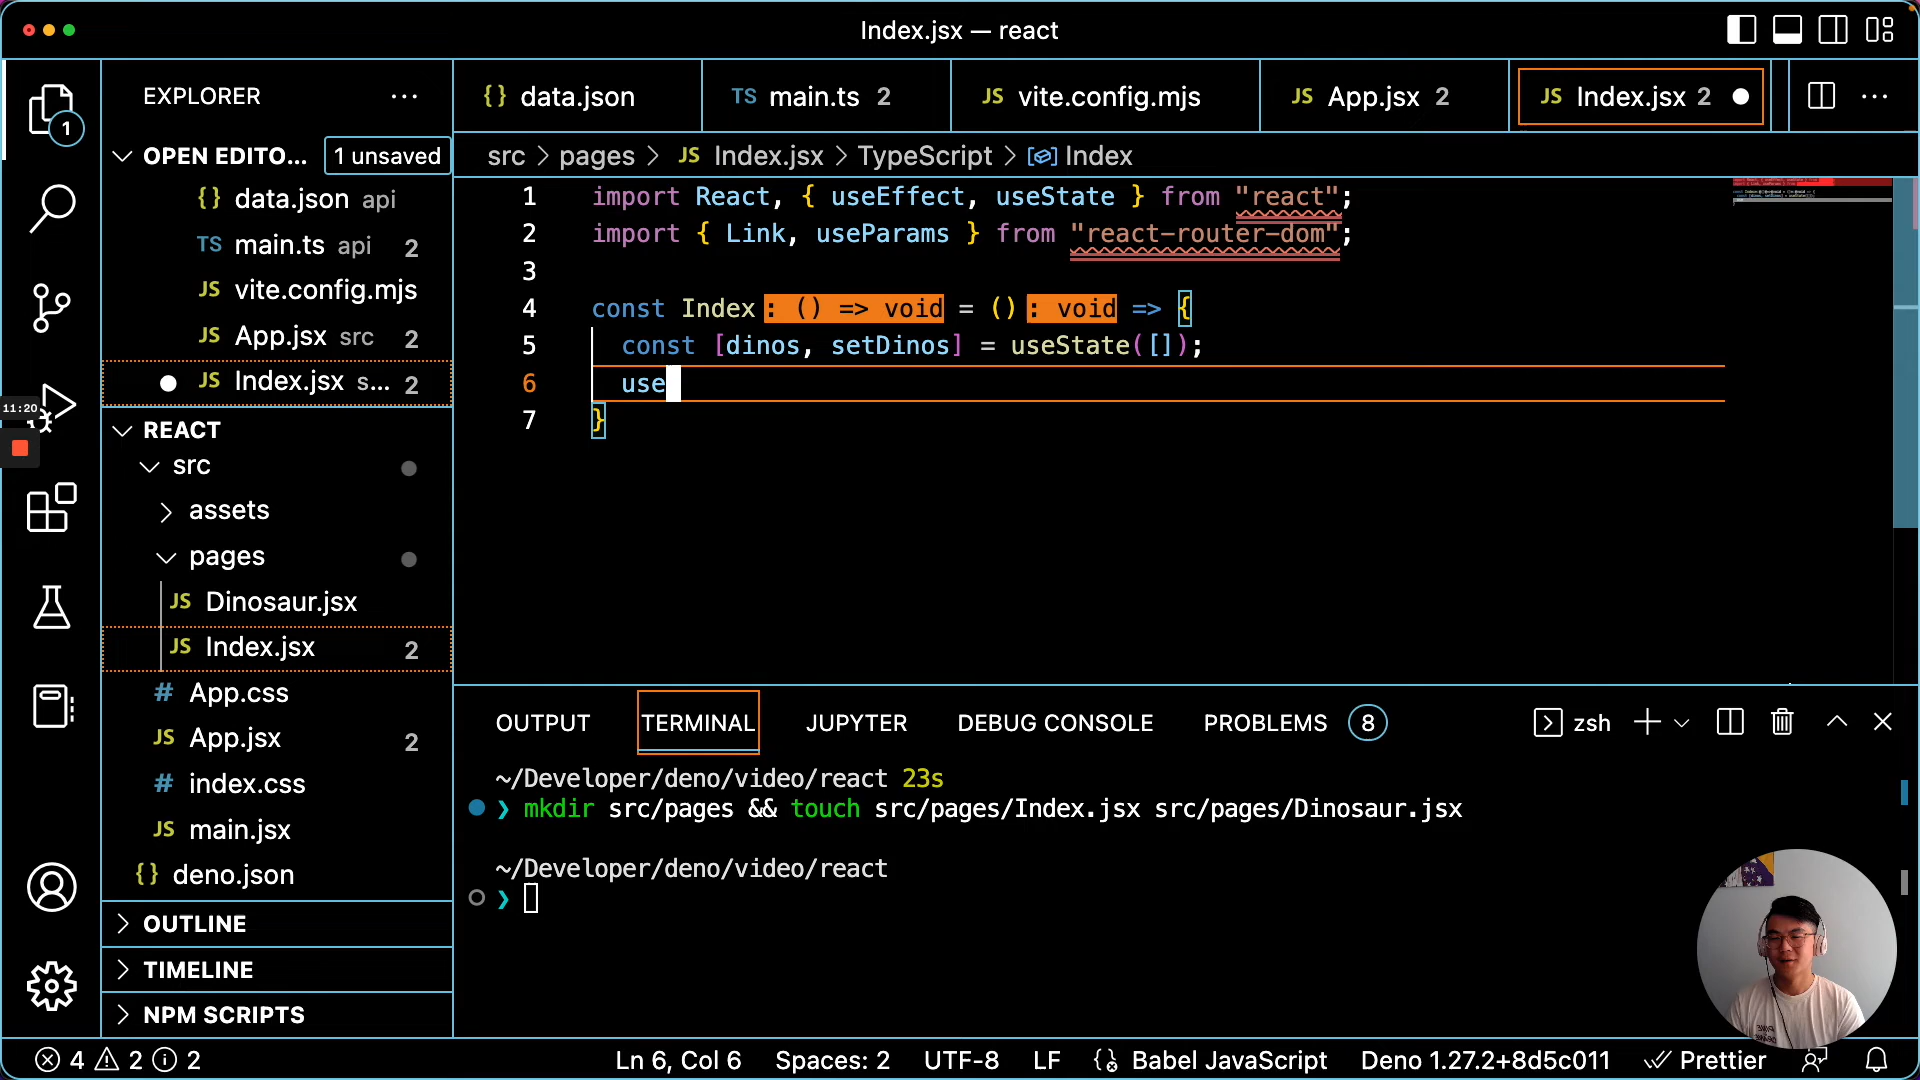 Index.jsx — react
EXPLORER
1
OPEN EDITO... 1 unsaved
{} data.json api
TS main.ts api 2
JS vite.config.mjs
JS App.jsx src 2
JS Index.jsx s... 2
11:20
REACT
src
assets
pages
JS Dinosaur.jsx
JS Index.jsx 2
# App.css
JS App.jsx 2
# index.css
JS main.jsx
{} deno.json
OUTLINE
TIMELINE
NPM SCRIPTS
{} data.json
TS main.ts 2
JS vite.config.mjs
JS App.jsx 2
JS Index.jsx 2
src > pages > JS Index.jsx > TypeScript > Index
1 import React, { useEffect, useState } from "react";
2 import { Link, useParams } from "react-router-dom";
3
4 const Index: () => void = (): void => {
5 const [dinos, setDinos] = useState([]);
6 use
7 }
OUTPUT TERMINAL JUPYTER DEBUG CONSOLE PROBLEMS 8 zsh
~/Developer/deno/video/react 23s
❯ mkdir src/pages && touch src/pages/Index.jsx src/pages/Dinosaur.jsx
~/Developer/deno/video/react
❯
4 2 2 Ln 6, Col 6 Spaces: 2 UTF-8 LF Babel JavaScript Deno 1.27.2+8d5c011 Prettier